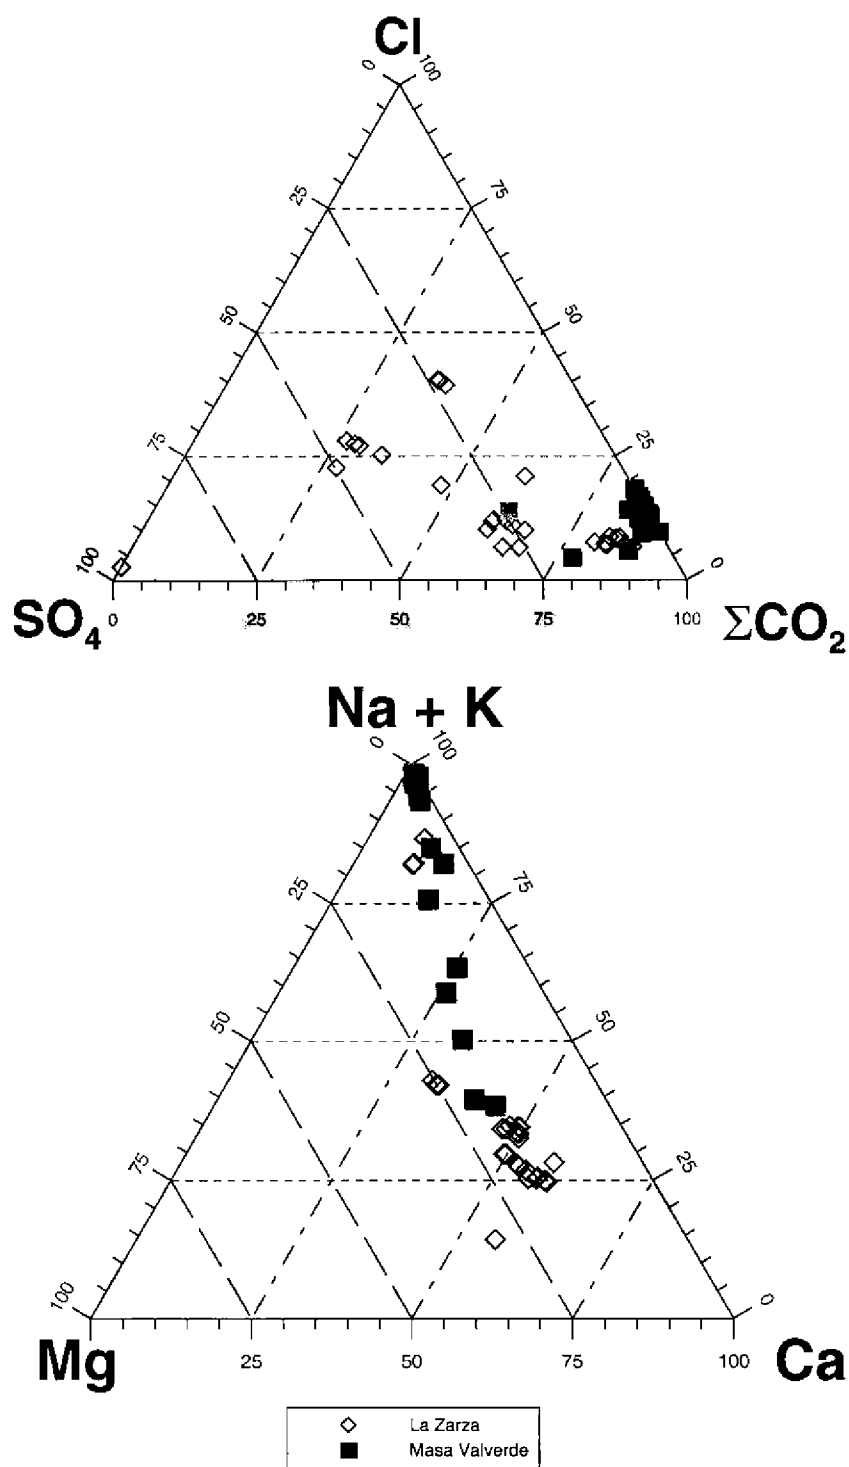 Cl
0 100
25 75
50 50
75 25
100 0
SO4 0 25 50 75 100 ΣCO2
Na + K
0 100
25 75
50 50
75 25
100 0
Mg 25 50 75 100 Ca
La Zarza
Masa Valverde